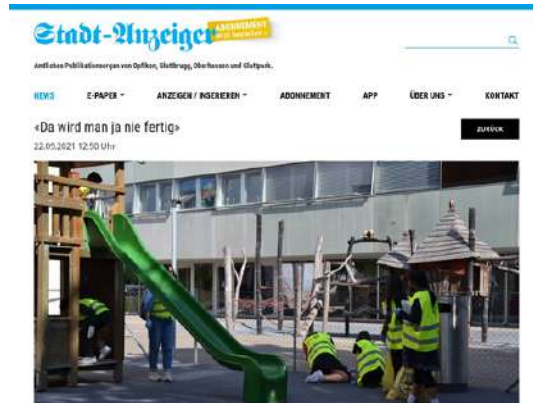 Stadt-Anzeiger
ABONNEMENT
Amtliches Publikationsorgan von Opfikon, Glattbrugg, Oberhausen und Glattpark.
NEWS E-PAPER ANZEIGEN / INSERIEREN ABONNEMENT APP ÜBER UNS KONTAKT
«Da wird man ja nie fertig»
ZURÜCK
22.05.2021 12:50 Uhr